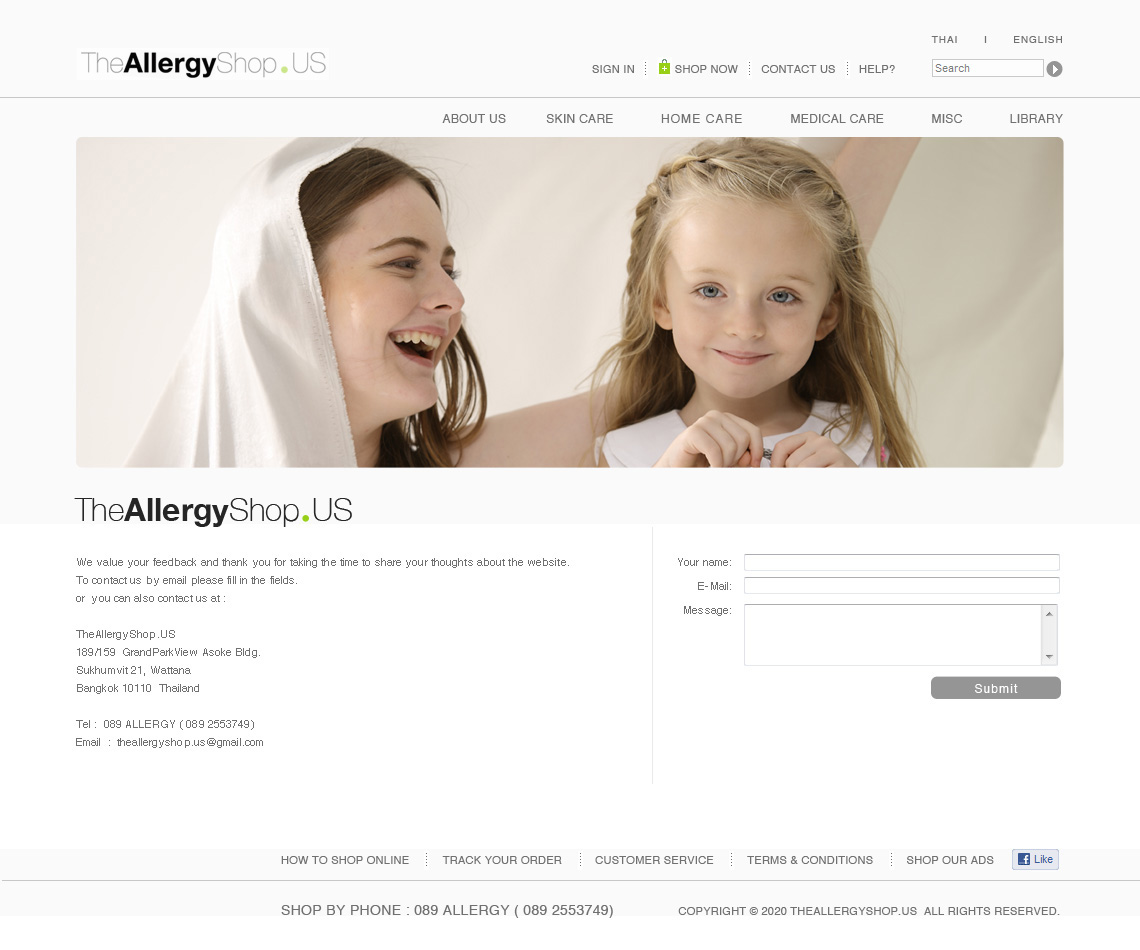 THAI I ENGLISH
TheAllergyShop.US
SIGN IN SHOP NOW CONTACT US HELP? Search
ABOUT US SKIN CARE HOME CARE MEDICAL CARE MISC LIBRARY
TheAllergyShop.US
We value your feedback and thank you for taking the time to share your thoughts about the website.
To contact us by email please fill in the fields.
or you can also contact us at :
TheAllergyShop.US
189/159 GrandParkView Asoke Bldg.
Sukhumvit 21, Wattana
Bangkok 10110 Thailand
Tel : 089 ALLERGY ( 089 2553749)
Email : theallergyshop.us@gmail.com
Your name:
E-Mail:
Message:
Submit
HOW TO SHOP ONLINE TRACK YOUR ORDER CUSTOMER SERVICE TERMS & CONDITIONS SHOP OUR ADS Like
SHOP BY PHONE : 089 ALLERGY ( 089 2553749) COPYRIGHT © 2020 THEALLERGYSHOP.US ALL RIGHTS RESERVED.